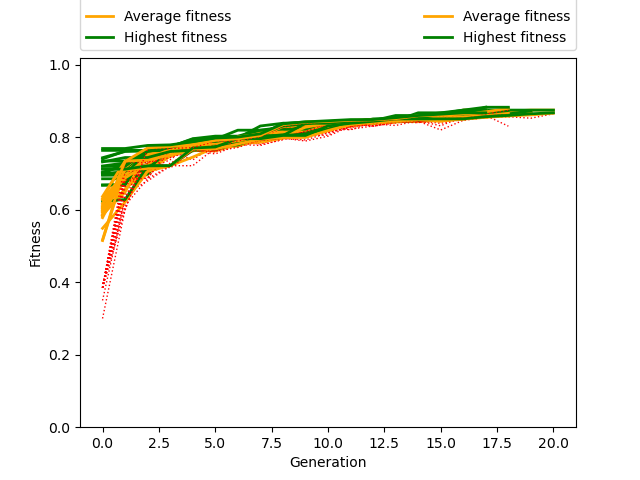 Average fitness Average fitness
Highest fitness Highest fitness
1.0
0.8
0.6
0.4
0.2
0.0
Fitness
0.0 2.5 5.0 7.5 10.0 12.5 15.0 17.5 20.0
Generation